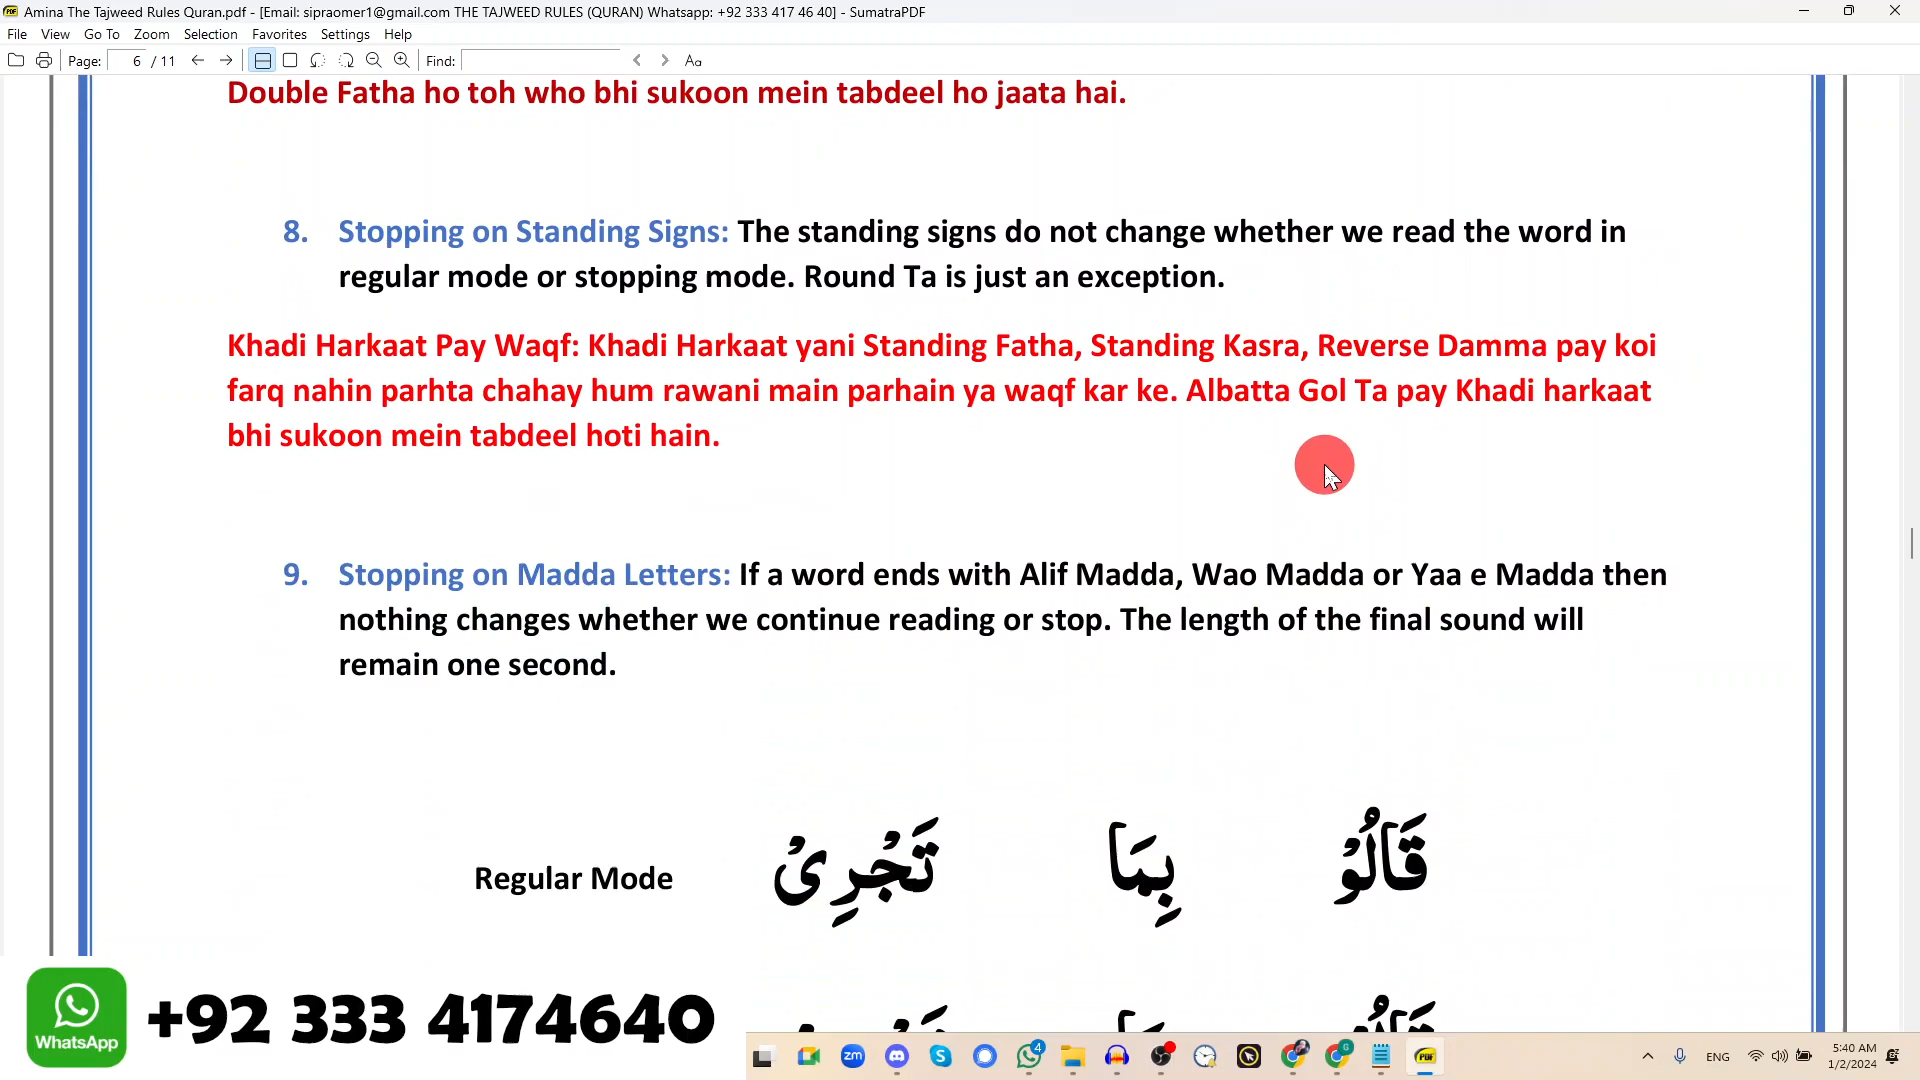 Amina The Tajweed Rules Quran.pdf - [Email: sipraomer1@gmail.com THE TAJWEED RULES (QURAN) Whatsapp: +92 333 417 46 40] - SumatraPDF
File View Go To Zoom Selection Favorites Settings Help
Page: 6 / 11 Find: Aa
Double Fatha ho toh who bhi sukoon mein tabdeel ho jaata hai.
8. Stopping on Standing Signs: The standing signs do not change whether we read the word in
regular mode or stopping mode. Round Ta is just an exception.
Khadi Harkaat Pay Waqf: Khadi Harkaat yani Standing Fatha, Standing Kasra, Reverse Damma pay koi
farq nahin parhta chahay hum rawani main parhain ya waqf kar ke. Albatta Gol Ta pay Khadi harkaat
bhi sukoon mein tabdeel hoti hain.
9. Stopping on Madda Letters: If a word ends with Alif Madda, Wao Madda or Yaa e Madda then
nothing changes whether we continue reading or stop. The length of the final sound will
remain one second.
Regular Mode تَجْرِىْ بِمَا قَالُوْ
WhatsApp +92 333 4174640
zm 4 G PDF ENG 5:40 AM
1/2/2024